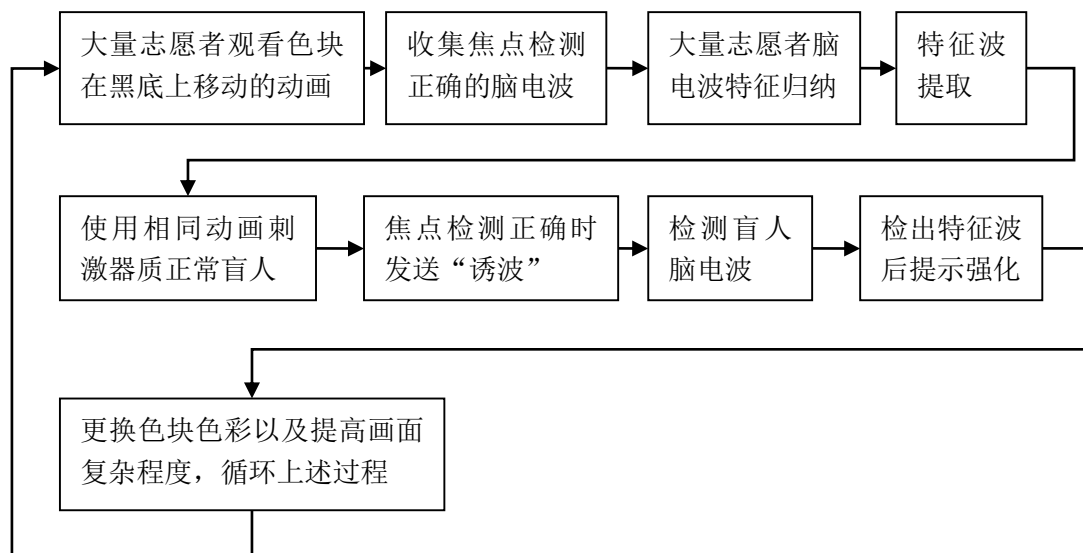 大量志愿者观看色块
在黑底上移动的动画
收集焦点检测
正确的脑电波
大量志愿者脑
电波特征归纳
特征波
提取
使用相同动画刺
激器质正常盲人
焦点检测正确时
发送“诱波”
检测盲人
脑电波
检出特征波
后提示强化
更换色块色彩以及提高画面
复杂程度，循环上述过程